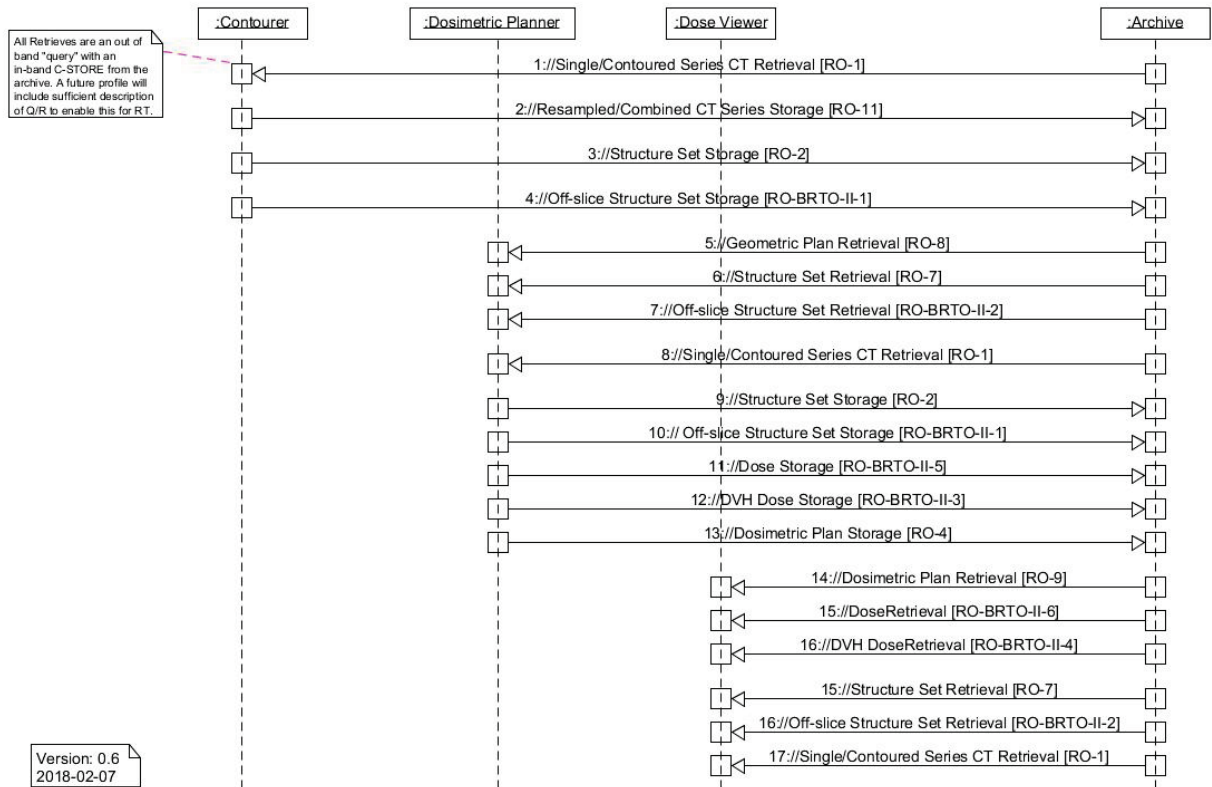 :Contourer
:Dosimetric Planner
:Dose Viewer
:Archive
All Retrieves are an out of
band "query" with an
in-band C-STORE from the
archive. A future profile will
include sufficient description
of Q/R to enable this for RT.
1://Single/Contoured Series CT Retrieval [RO-1]
2://Resampled/Combined CT Series Storage [RO-11]
3://Structure Set Storage [RO-2]
4://Off-slice Structure Set Storage [RO-BRTO-II-1]
5://Geometric Plan Retrieval [RO-8]
6://Structure Set Retrieval [RO-7]
7://Off-slice Structure Set Retrieval [RO-BRTO-II-2]
8://Single/Contoured Series CT Retrieval [RO-1]
9://Structure Set Storage [RO-2]
10:// Off-slice Structure Set Storage [RO-BRTO-II-1]
11://Dose Storage [RO-BRTO-II-5]
12://DVH Dose Storage [RO-BRTO-II-3]
13://Dosimetric Plan Storage [RO-4]
14://Dosimetric Plan Retrieval [RO-9]
15://DoseRetrieval [RO-BRTO-II-6]
16://DVH DoseRetrieval [RO-BRTO-II-4]
15://Structure Set Retrieval [RO-7]
16://Off-slice Structure Set Retrieval [RO-BRTO-II-2]
17://Single/Contoured Series CT Retrieval [RO-1]
Version: 0.6
2018-02-07